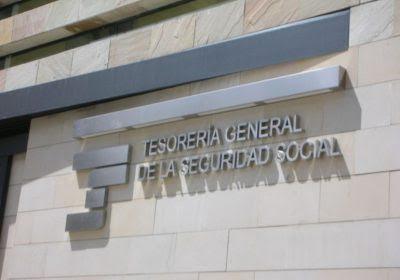 TESORERÍA GENERAL
DE LA SEGURIDAD SOCIAL